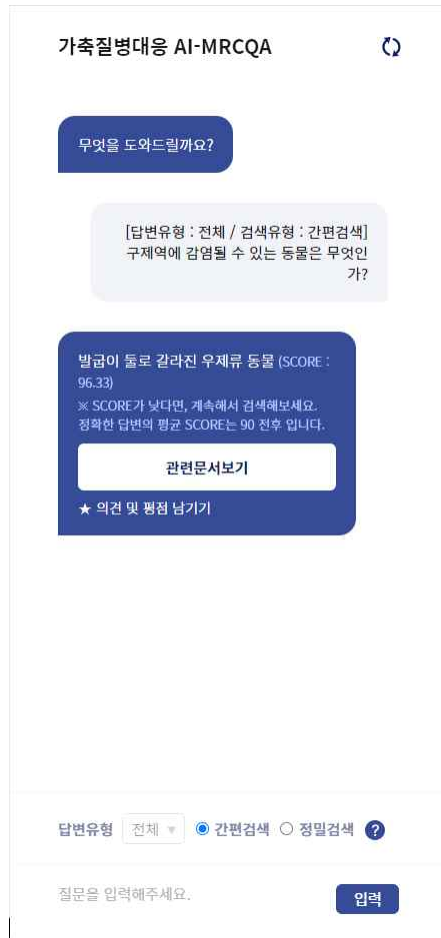 가축질병대응 AI-MRCQA
무엇을 도와드릴까요?
[답변유형 : 전체 / 검색유형 : 간편검색]
구제역에 감염될 수 있는 동물은 무엇인
가?
발굽이 둘로 갈라진 우제류 동물 (SCORE :
96.33)
※ SCORE가 낮다면, 계속해서 검색해보세요.
정확한 답변의 평균 SCORE는 90 전후 입니다.
관련문서보기
★ 의견 및 평점 남기기
답변유형 전체 ▼ 간편검색 정밀검색 ?
질문을 입력해주세요. 입력